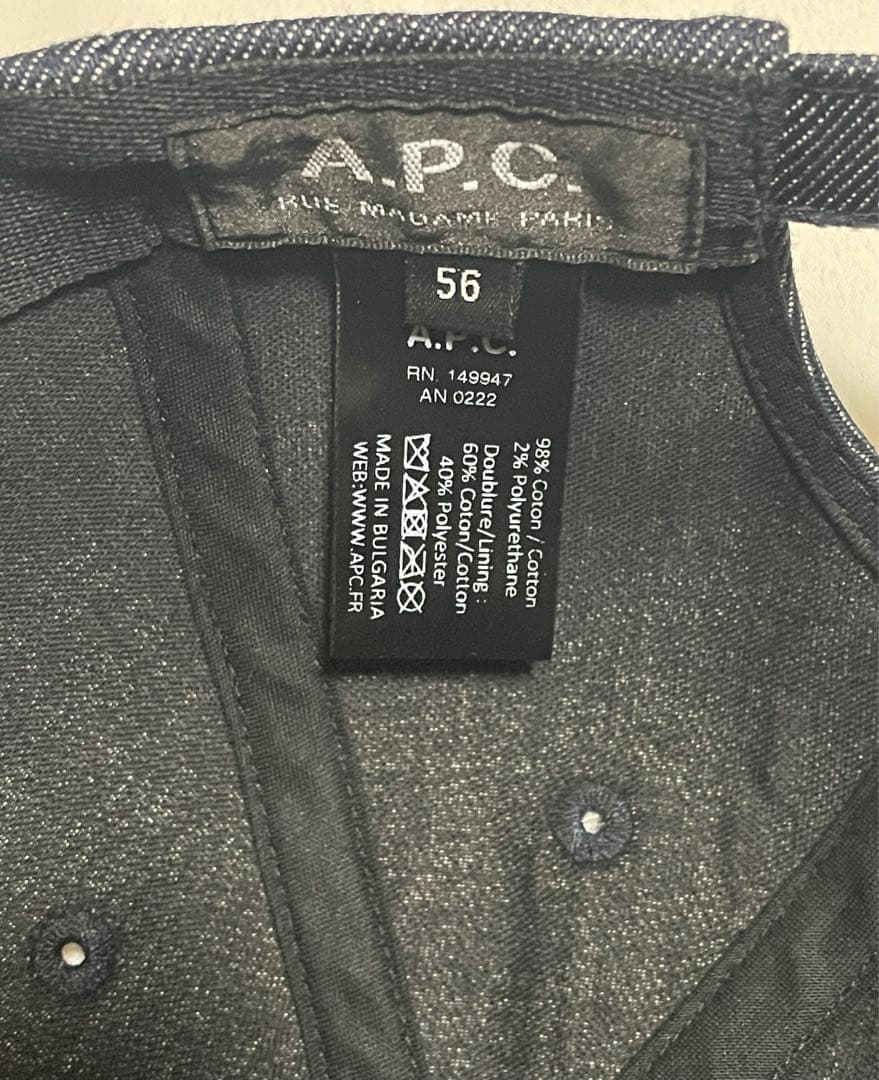 A.P.C.
RUE MADAME PARIS
56
A.P.C.
RN. 149947
AN 0222
98% Coton / Cotton
2% Polyurethane
Doublure/Lining :
60% Coton/Cotton
40% Polyester
MADE IN BULGARIA
WEB:WWW.APC.FR